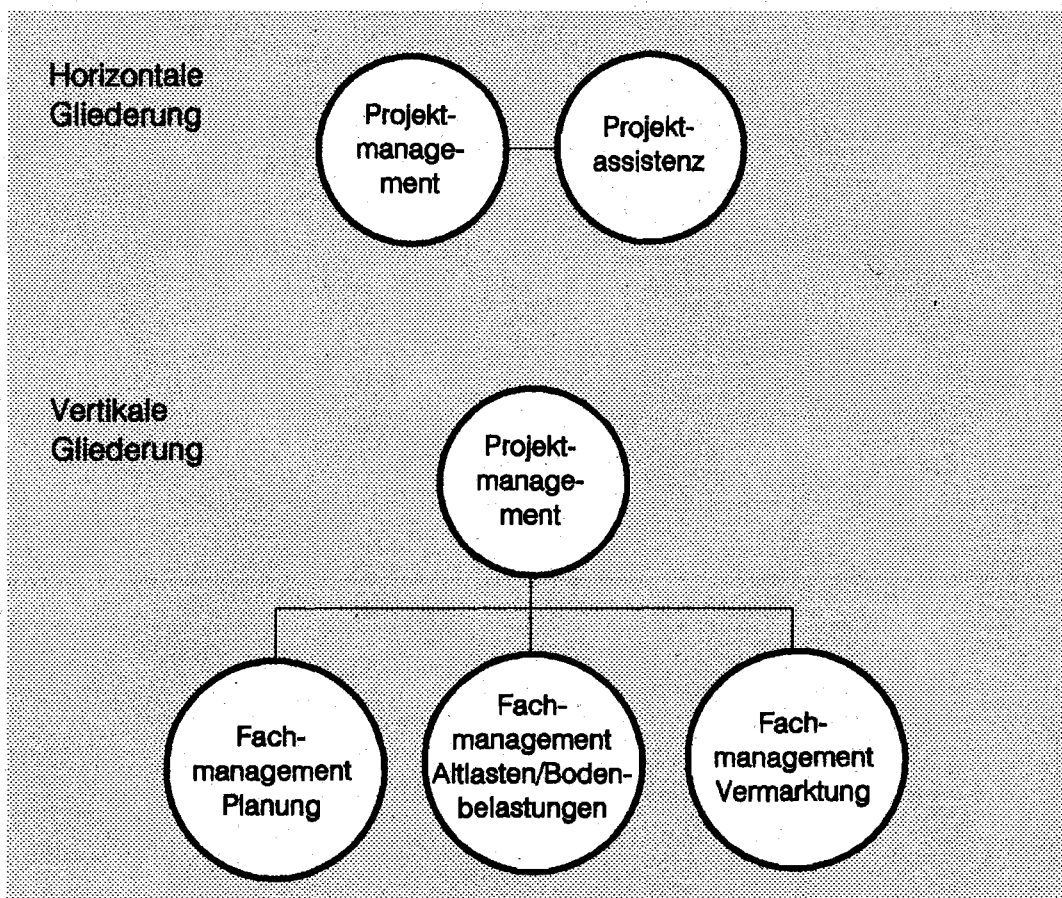 Horizontale
Gliederung
Projekt-
manage-
ment
Projekt-
assistenz
Vertikale
Gliederung
Projekt-
manage-
ment
Fach-
management
Planung
Fach-
management
Altlasten/Boden-
belastungen
Fach-
management
Vermarktung